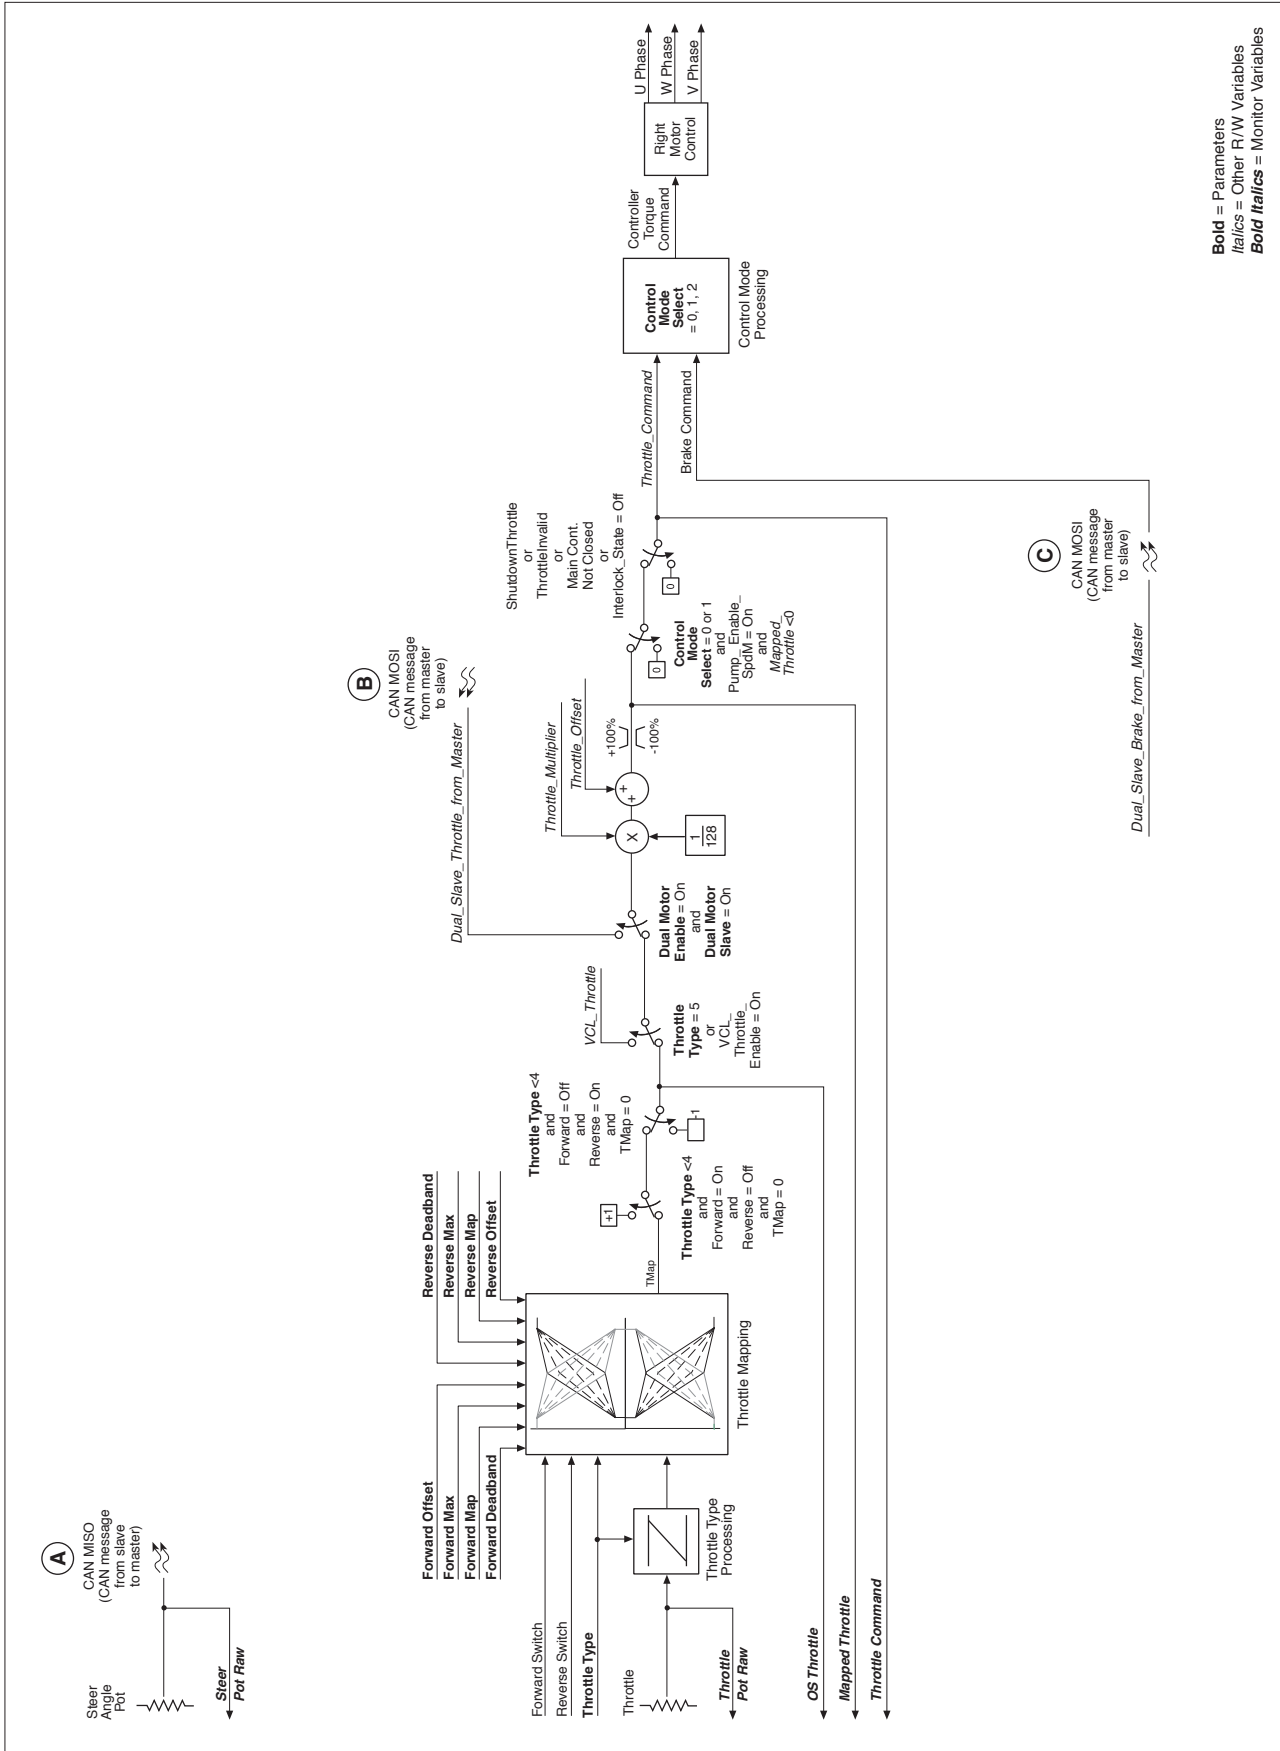 A
CAN MISO
(CAN message
from slave
to master)
Steer
Angle
Pot
Steer
Pot Raw
Forward Offset
Forward Max
Forward Map
Forward Deadband
Reverse Deadband
Reverse Max
Reverse Map
Reverse Offset
Forward Switch
Reverse Switch
Throttle Type
Throttle
Throttle
Pot Raw
Throttle Type
Processing
Throttle Mapping
TMap
+1
Throttle Type <4
and
Forward = On
and
Reverse = Off
and
TMap = 0
Throttle Type <4
and
Forward = Off
and
Reverse = On
and
TMap = 0
-1
VCL_Throttle
Throttle
Type = 5
or
VCL_
Throttle_
Enable = On
B
CAN MOSI
(CAN message
from master
to slave)
Dual_Slave_Throttle_from_Master
Dual Motor
Enable = On
and
Dual Motor
Slave = On
Throttle_Multiplier
Throttle_Offset
X
1
128
+
+
+100%
-100%
0
Control
Mode
Select = 0 or 1
and
Pump_Enable_
SpdM = On
and
Mapped_
Throttle <0
ShutdownThrottle
or
ThrottleInvalid
or
Main Cont.
Not Closed
or
Interlock_State = Off
0
Throttle_Command
Brake Command
Control
Mode
Select
= 0, 1, 2
Control Mode
Processing
Controller
Torque
Command
Right
Motor
Control
U Phase
W Phase
V Phase
OS Throttle
Mapped Throttle
Throttle Command
C
CAN MOSI
(CAN message
from master
to slave)
Dual_Slave_Brake_from_Master
Bold = Parameters
Italics = Other R/W Variables
Bold Italics = Monitor Variables